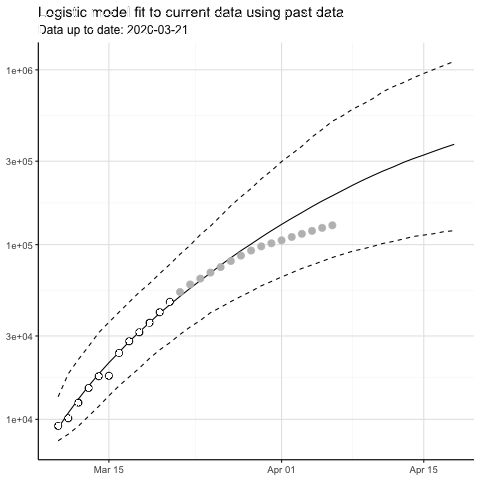 Logistic model fit to current data using past data
Data up to date: 2020-03-21
1e+06
3e+05
1e+05
3e+04
1e+04
Mar 15
Apr 01
Apr 15